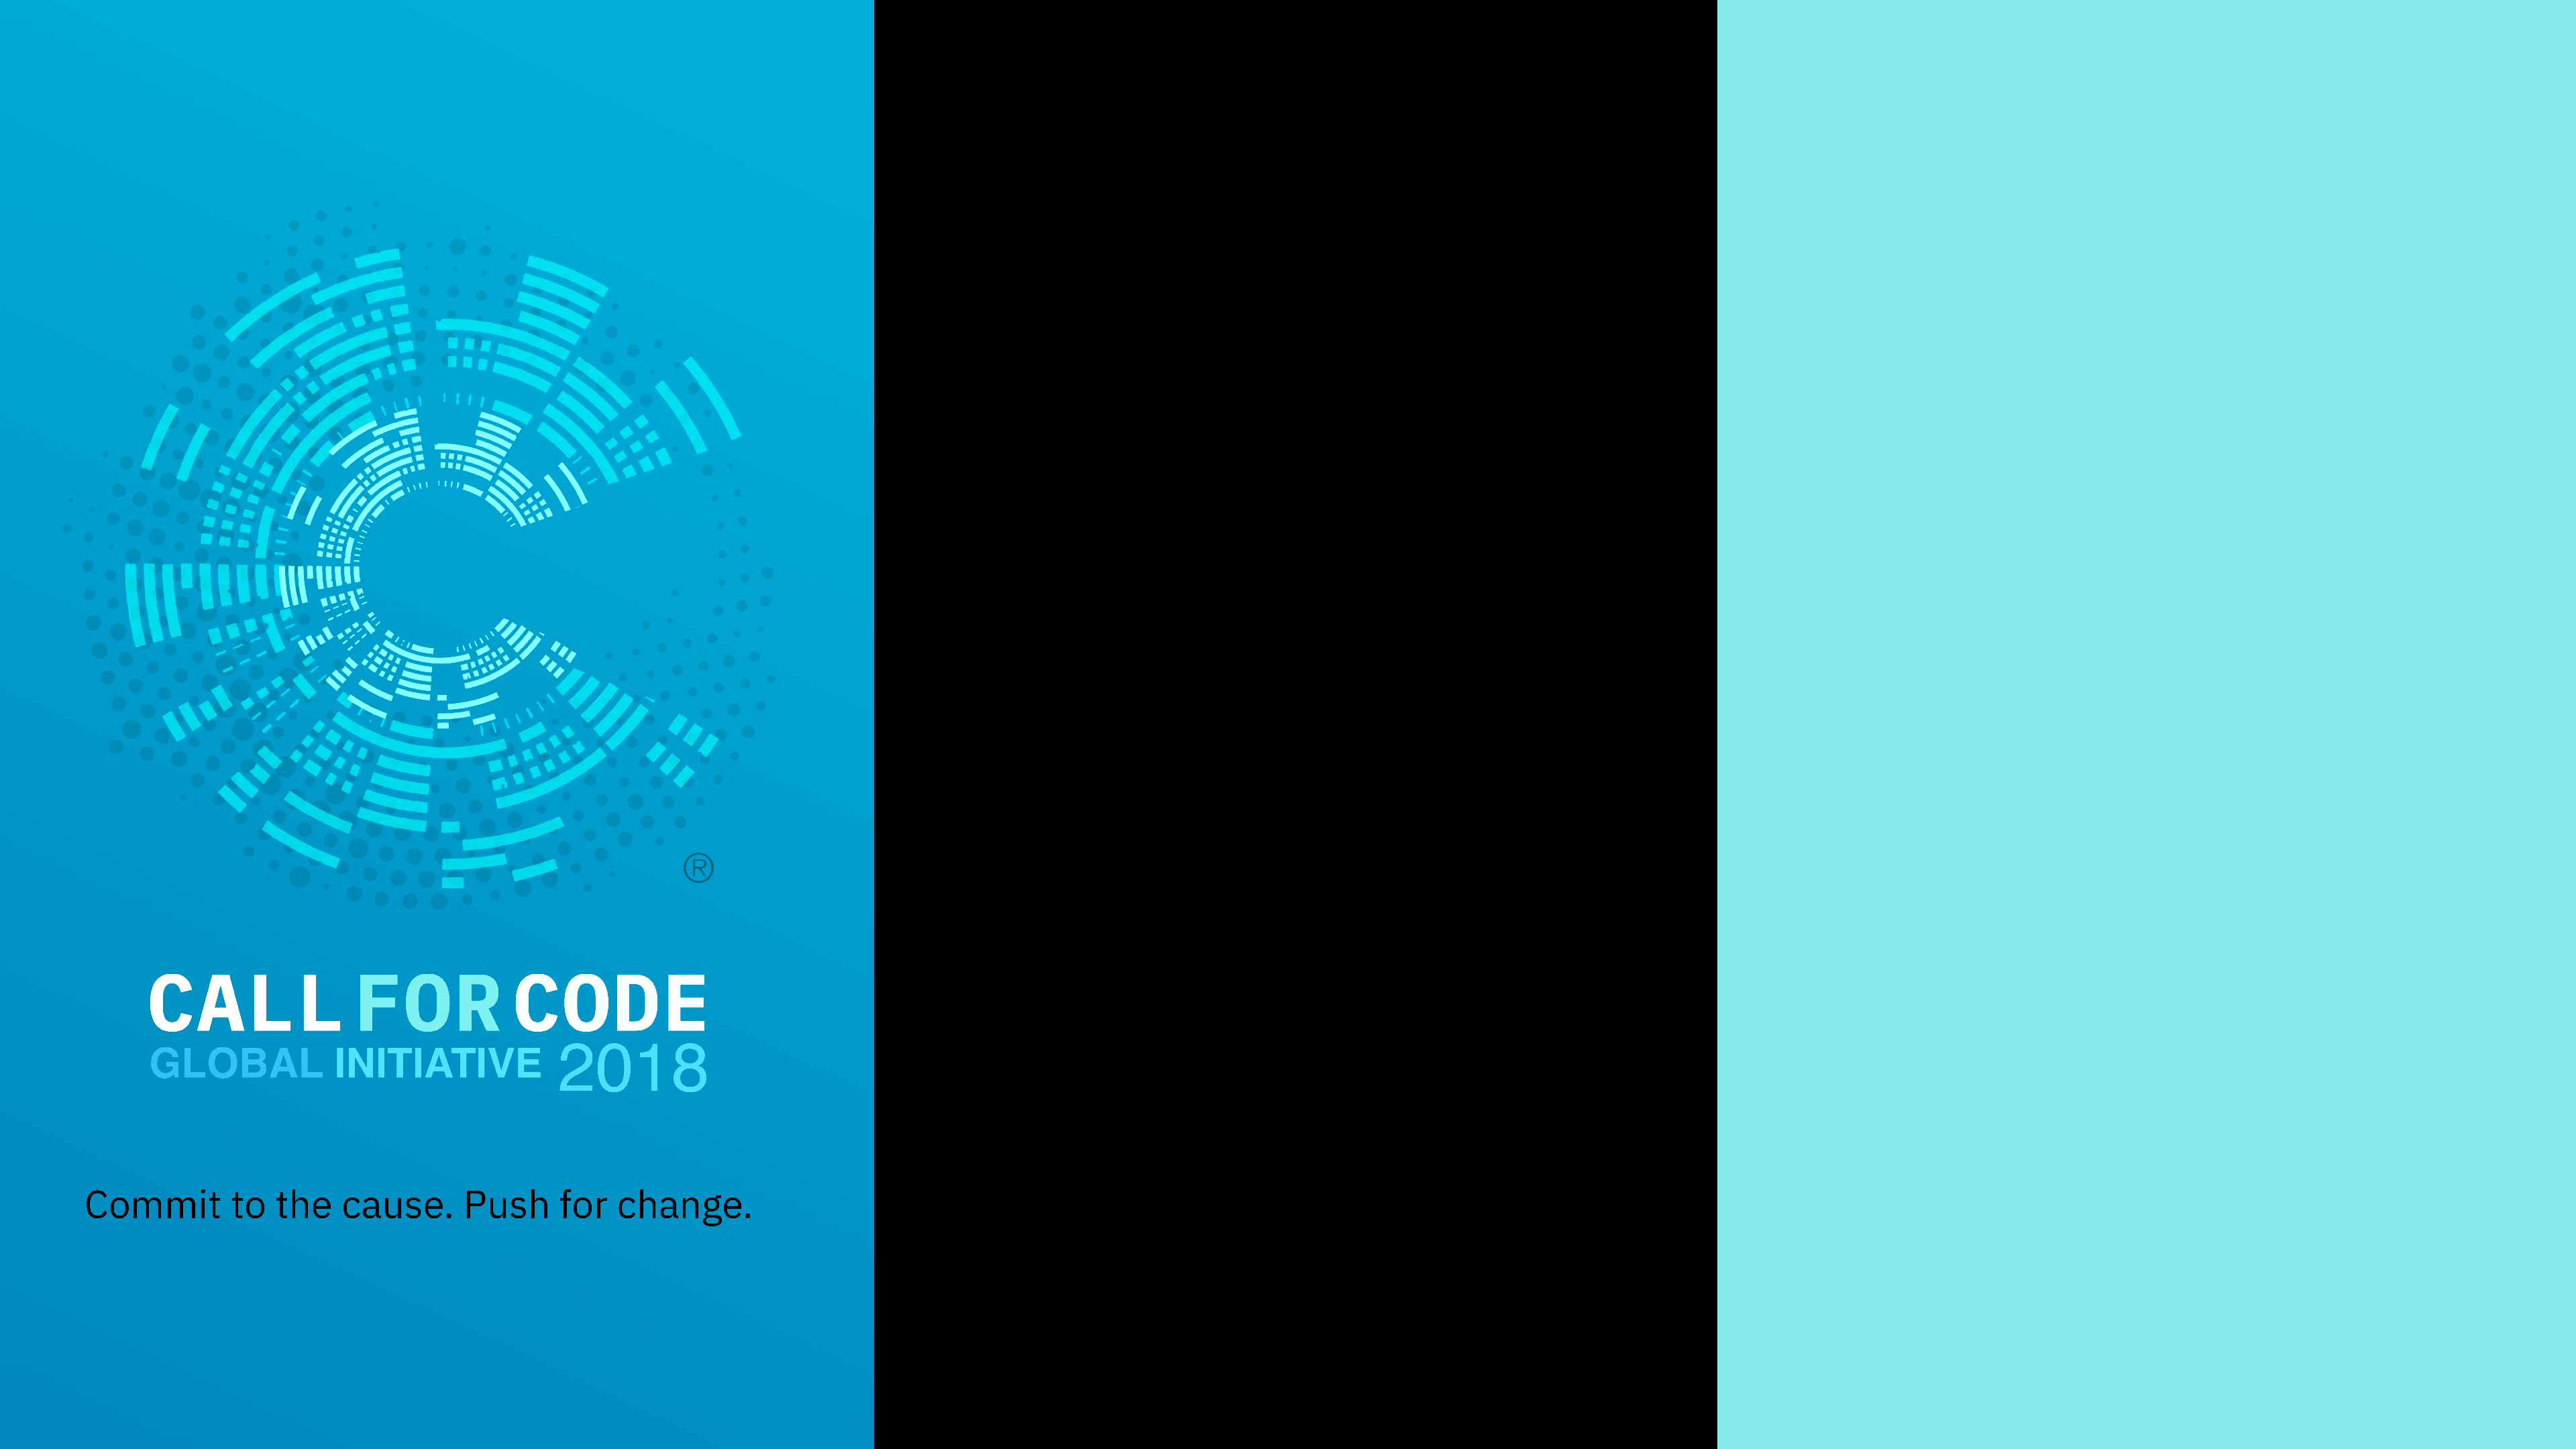 ®
CALL FOR CODE
GLOBAL INITIATIVE 2018
Commit to the cause. Push for change.